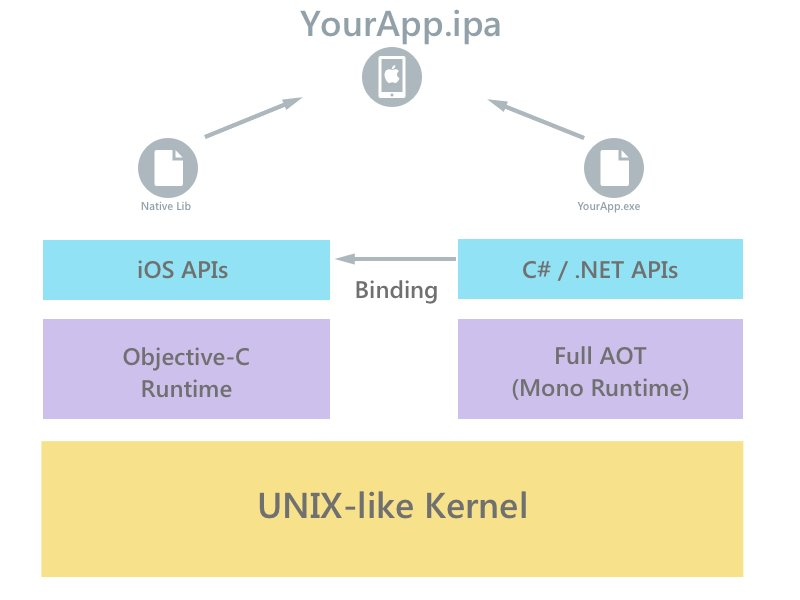 YourApp.ipa
Native Lib
YourApp.exe
iOS APIs
C# / .NET APIs
Binding
Objective-C
Runtime
Full AOT
(Mono Runtime)
UNIX-like Kernel